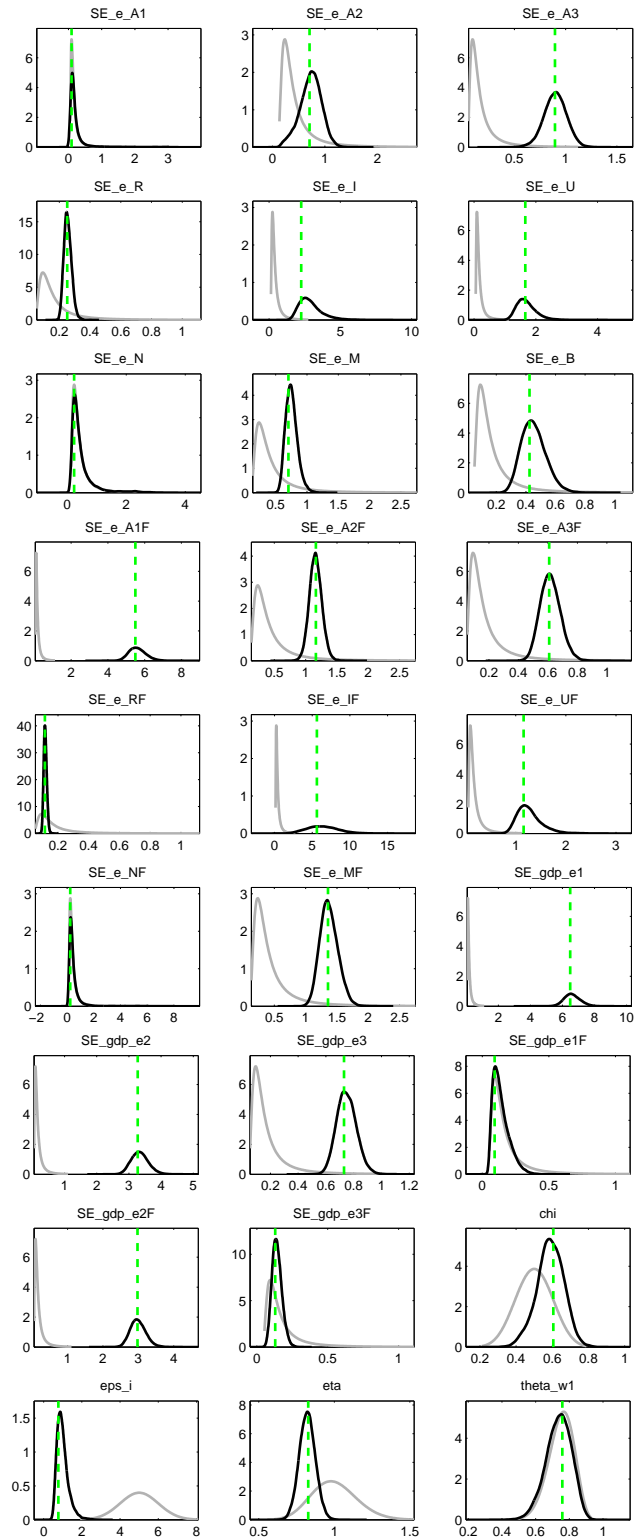 SE_e_A1 SE_e_A2 SE_e_A3
0 2 4 6
0 1 2 3
0 2 4 6
0 1 2 3
0 2
0.5 1 1.5
SE_e_R SE_e_I SE_e_U
0 5 10 15
0 1 2 3
0 2 4 6
0.2 0.4 0.6 0.8 1
0 5 10
0 2 4
SE_e_N SE_e_M SE_e_B
0 1 2 3
0 1 2 3 4
0 2 4 6
0 2 4
0.5 1 1.5 2 2.5
0.2 0.4 0.6 0.8 1
SE_e_A1F SE_e_A2F SE_e_A3F
0 2 4 6
0 1 2 3 4
0 2 4 6
2 4 6 8
0.5 1 1.5 2 2.5
0.2 0.4 0.6 0.8 1
SE_e_RF SE_e_IF SE_e_UF
0 10 20 30 40
0 1 2 3
0 2 4 6
0.2 0.4 0.6 0.8 1
0 5 10 15
1 2 3
SE_e_NF SE_e_MF SE_gdp_e1
0 1 2 3
0 1 2 3
0 2 4 6
−2 0 2 4 6 8
0.5 1 1.5 2 2.5
2 4 6 8 10
SE_gdp_e2 SE_gdp_e3 SE_gdp_e1F
0 2 4 6
0 2 4 6
0 2 4 6 8
1 2 3 4 5
0.2 0.4 0.6 0.8 1 1.2
0 0.5 1
SE_gdp_e2F SE_gdp_e3F chi
0 2 4 6
0 5 10
0 2 4
1 2 3 4
0 0.5 1
0.2 0.4 0.6 0.8 1
eps_i eta theta_w1
0 0.5 1 1.5
0 2 4 6 8
0 2 4
0 2 4 6 8
0.5 1 1.5
0.4 0.6 0.8 1